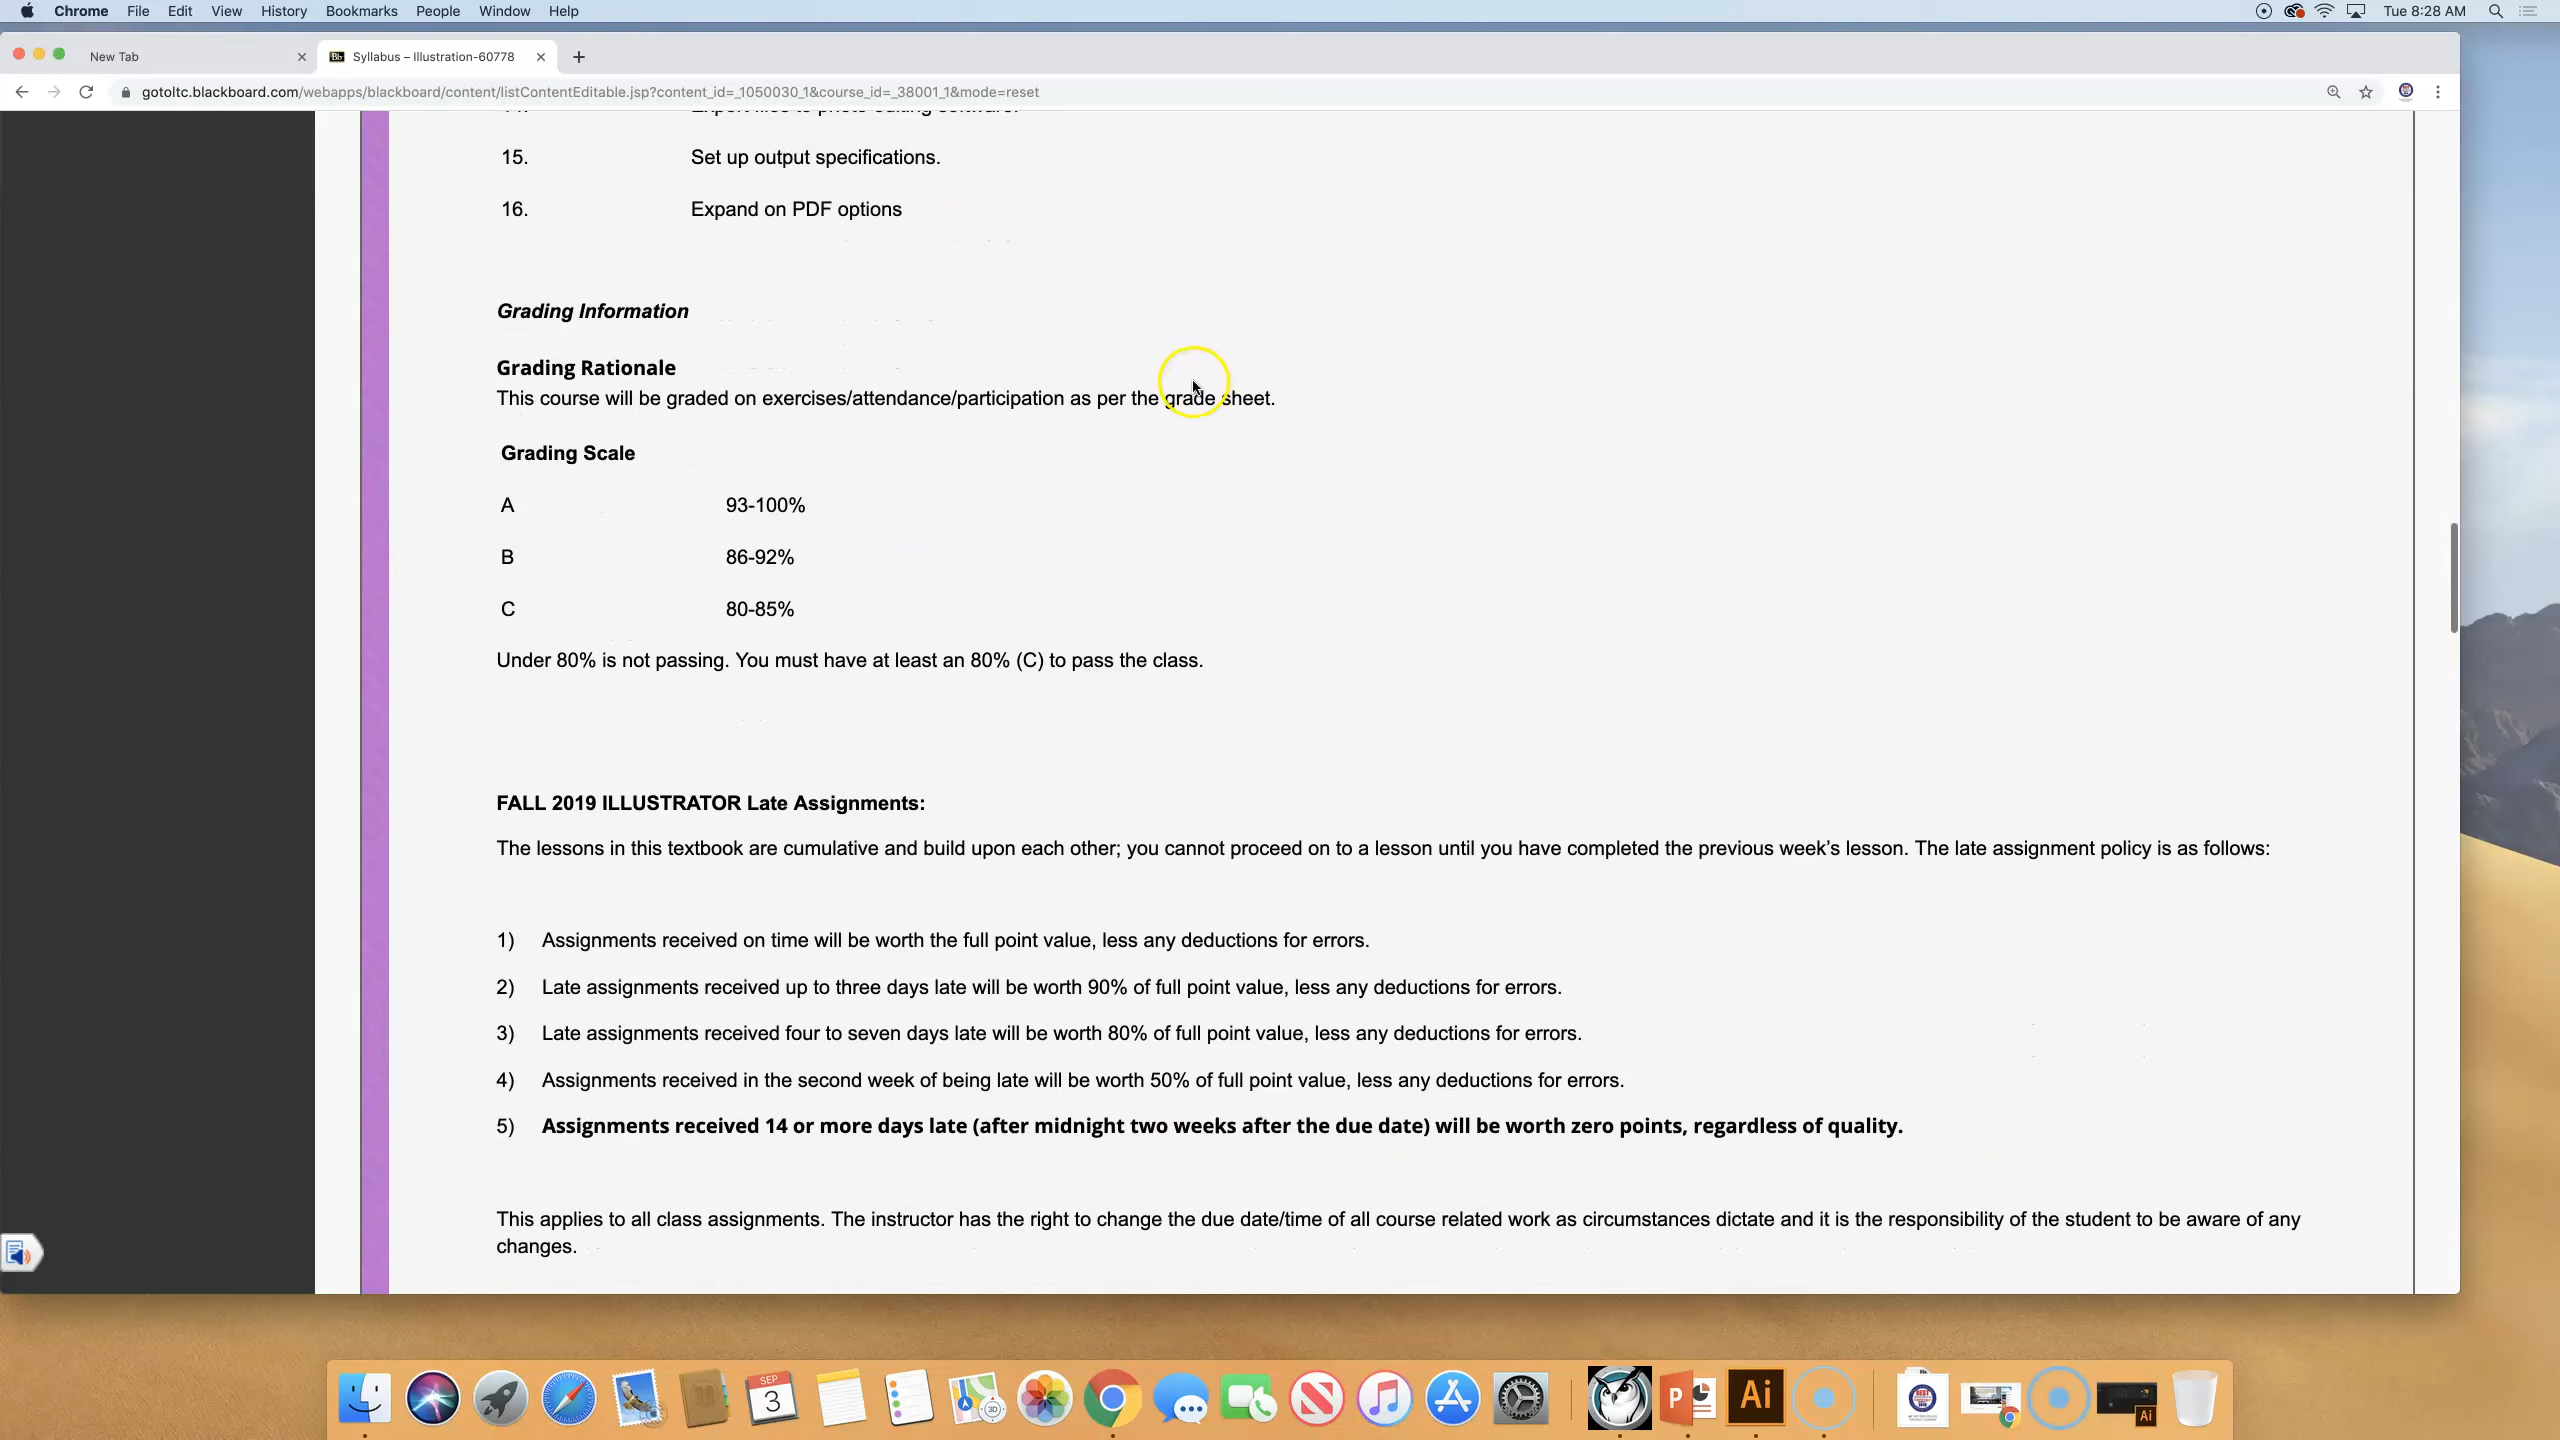 Chrome File Edit View History Bookmarks People Window Help Tue 8:28 AM
New Tab Syllabus – Illustration-60778
gotoltc.blackboard.com/webapps/blackboard/content/listContentEditable.jsp?content_id=_1050030_1&course_id=_38001_1&mode=reset
15. Set up output specifications.
16. Expand on PDF options
Grading Information
Grading Rationale
This course will be graded on exercises/attendance/participation as per the grade sheet.
Grading Scale
A 93-100%
B 86-92%
C 80-85%
Under 80% is not passing. You must have at least an 80% (C) to pass the class.
FALL 2019 ILLUSTRATOR Late Assignments:
The lessons in this textbook are cumulative and build upon each other; you cannot proceed on to a lesson until you have completed the previous week’s lesson. The late assignment policy is as follows:
1) Assignments received on time will be worth the full point value, less any deductions for errors.
2) Late assignments received up to three days late will be worth 90% of full point value, less any deductions for errors.
3) Late assignments received four to seven days late will be worth 80% of full point value, less any deductions for errors.
4) Assignments received in the second week of being late will be worth 50% of full point value, less any deductions for errors.
5) Assignments received 14 or more days late (after midnight two weeks after the due date) will be worth zero points, regardless of quality.
This applies to all class assignments. The instructor has the right to change the due date/time of all course related work as circumstances dictate and it is the responsibility of the student to be aware of any
changes.
SEP
3
3D
P
Ai
Ai